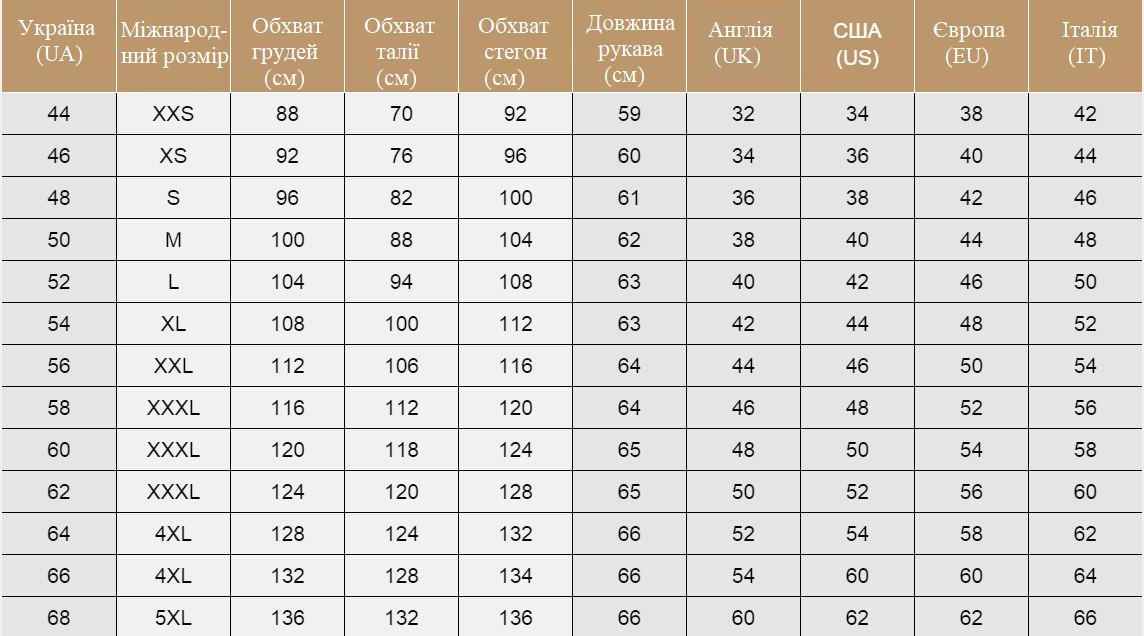 Україна (UA) Міжнарод-ний розмір Обхват грудей (см) Обхват талії (см) Обхват стегон (см) Довжина рукава (см) Англія (UK) США (US) Європа (EU) Італія (IT)
44 XXS 88 70 92 59 32 34 38 42
46 XS 92 76 96 60 34 36 40 44
48 S 96 82 100 61 36 38 42 46
50 M 100 88 104 62 38 40 44 48
52 L 104 94 108 63 40 42 46 50
54 XL 108 100 112 63 42 44 48 52
56 XXL 112 106 116 64 44 46 50 54
58 XXXL 116 112 120 64 46 48 52 56
60 XXXL 120 118 124 65 48 50 54 58
62 XXXL 124 120 128 65 50 52 56 60
64 4XL 128 124 132 66 52 54 58 62
66 4XL 132 128 134 66 54 60 60 64
68 5XL 136 132 136 66 60 62 62 66